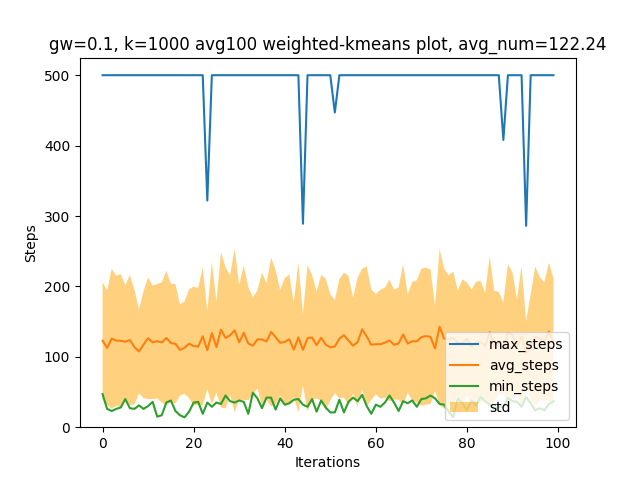 gw=0.1, k=1000 avg100 weighted-kmeans plot, avg_num=122.24
500
400
300
200
100
0
Steps
max_steps
avg_steps
min_steps
std
0
20
40
60
80
100
Iterations